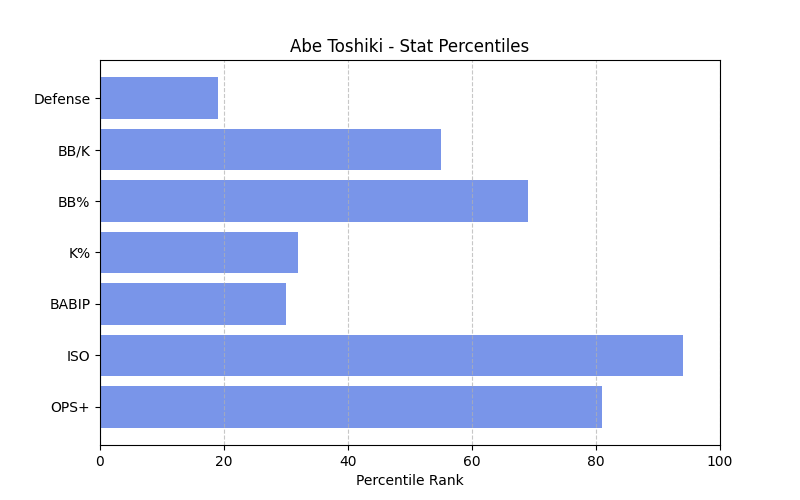 Abe Toshiki - Stat Percentiles
Defense
BB/K
BB%
K%
BABIP
ISO
OPS+
0 20 40 60 80 100
Percentile Rank